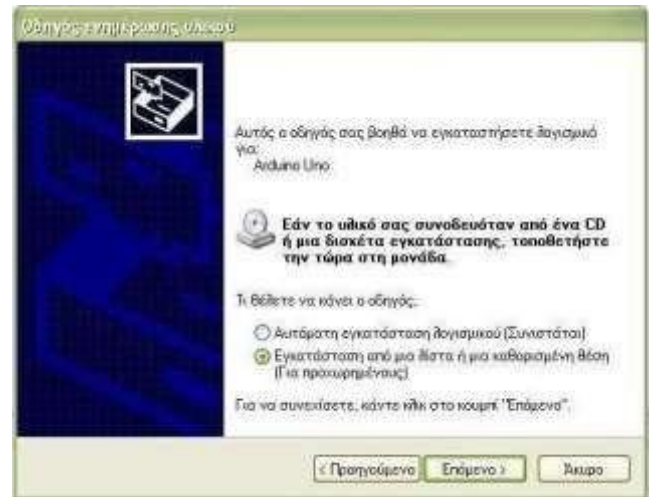 Οδηγός ενημέρωσης υλικού
Αυτός ο οδηγός σας βοηθά να εγκαταστήσετε λογισμικό
για:
Arduino Uno
Εάν το υλικό σας συνοδευόταν από ένα CD
ή μια δισκέτα εγκατάστασης, τοποθετήστε
την τώρα στη μονάδα.
Τι θέλετε να κάνει ο οδηγός;
Αυτόματη εγκατάσταση λογισμικού (Συνιστάται)
Εγκατάσταση από μια λίστα ή μια καθορισμένη θέση
(Για προχωρημένους)
Για να συνεχίσετε, κάντε κλικ στο κουμπί "Επόμενο".
< Προηγούμενο Επόμενο > Άκυρο